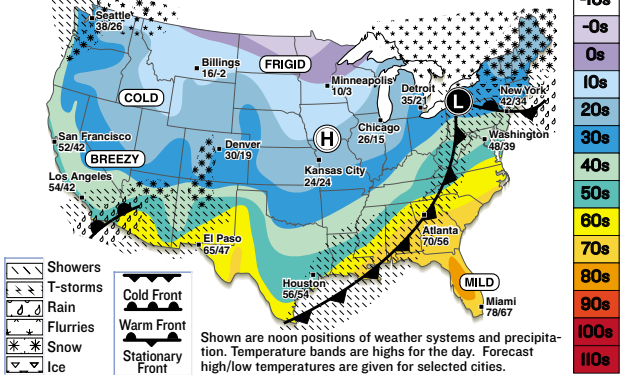 -10s
-0s
0s
10s
20s
30s
40s
50s
60s
70s
80s
90s
100s
110s
Seattle
38/26
Billings
16/-2
FRIGID
Minneapolis
10/3
Detroit
35/21
New York
42/34
COLD
L
Chicago
26/15
Washington
48/39
San Francisco
52/42
Denver
30/19
H
BREEZY
Kansas City
24/24
Los Angeles
54/42
El Paso
65/47
Atlanta
70/56
Houston
56/54
MILD
Miami
78/67
Showers
T-storms
Rain
Flurries
Snow
Ice
Cold Front
Warm Front
Stationary
Front
Shown are noon positions of weather systems and precipita-
tion. Temperature bands are highs for the day. Forecast
high/low temperatures are given for selected cities.